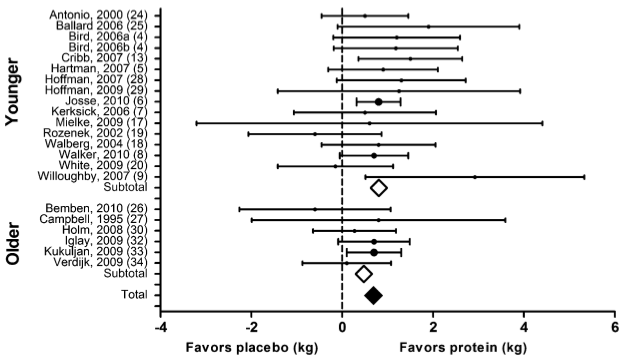 Younger
Antonio, 2000 (24)
Ballard 2006 (25)
Bird, 2006a (4)
Bird, 2006b (4)
Cribb, 2007 (13)
Hartman, 2007 (5)
Hoffman, 2007 (28)
Hoffman, 2009 (29)
Josse, 2010 (6)
Kerksick, 2006 (7)
Mielke, 2009 (17)
Rozenek, 2002 (19)
Walberg, 2004 (18)
Walker, 2010 (8)
White, 2009 (20)
Willoughby, 2007 (9)
Subtotal
Older
Bemben, 2010 (26)
Campbell, 1995 (27)
Holm, 2008 (30)
Iglay, 2009 (32)
Kukuljan, 2009 (33)
Verdijk, 2009 (34)
Subtotal
Total
-4 0 2 4 6
Favors placebo (kg) Favors protein (kg)